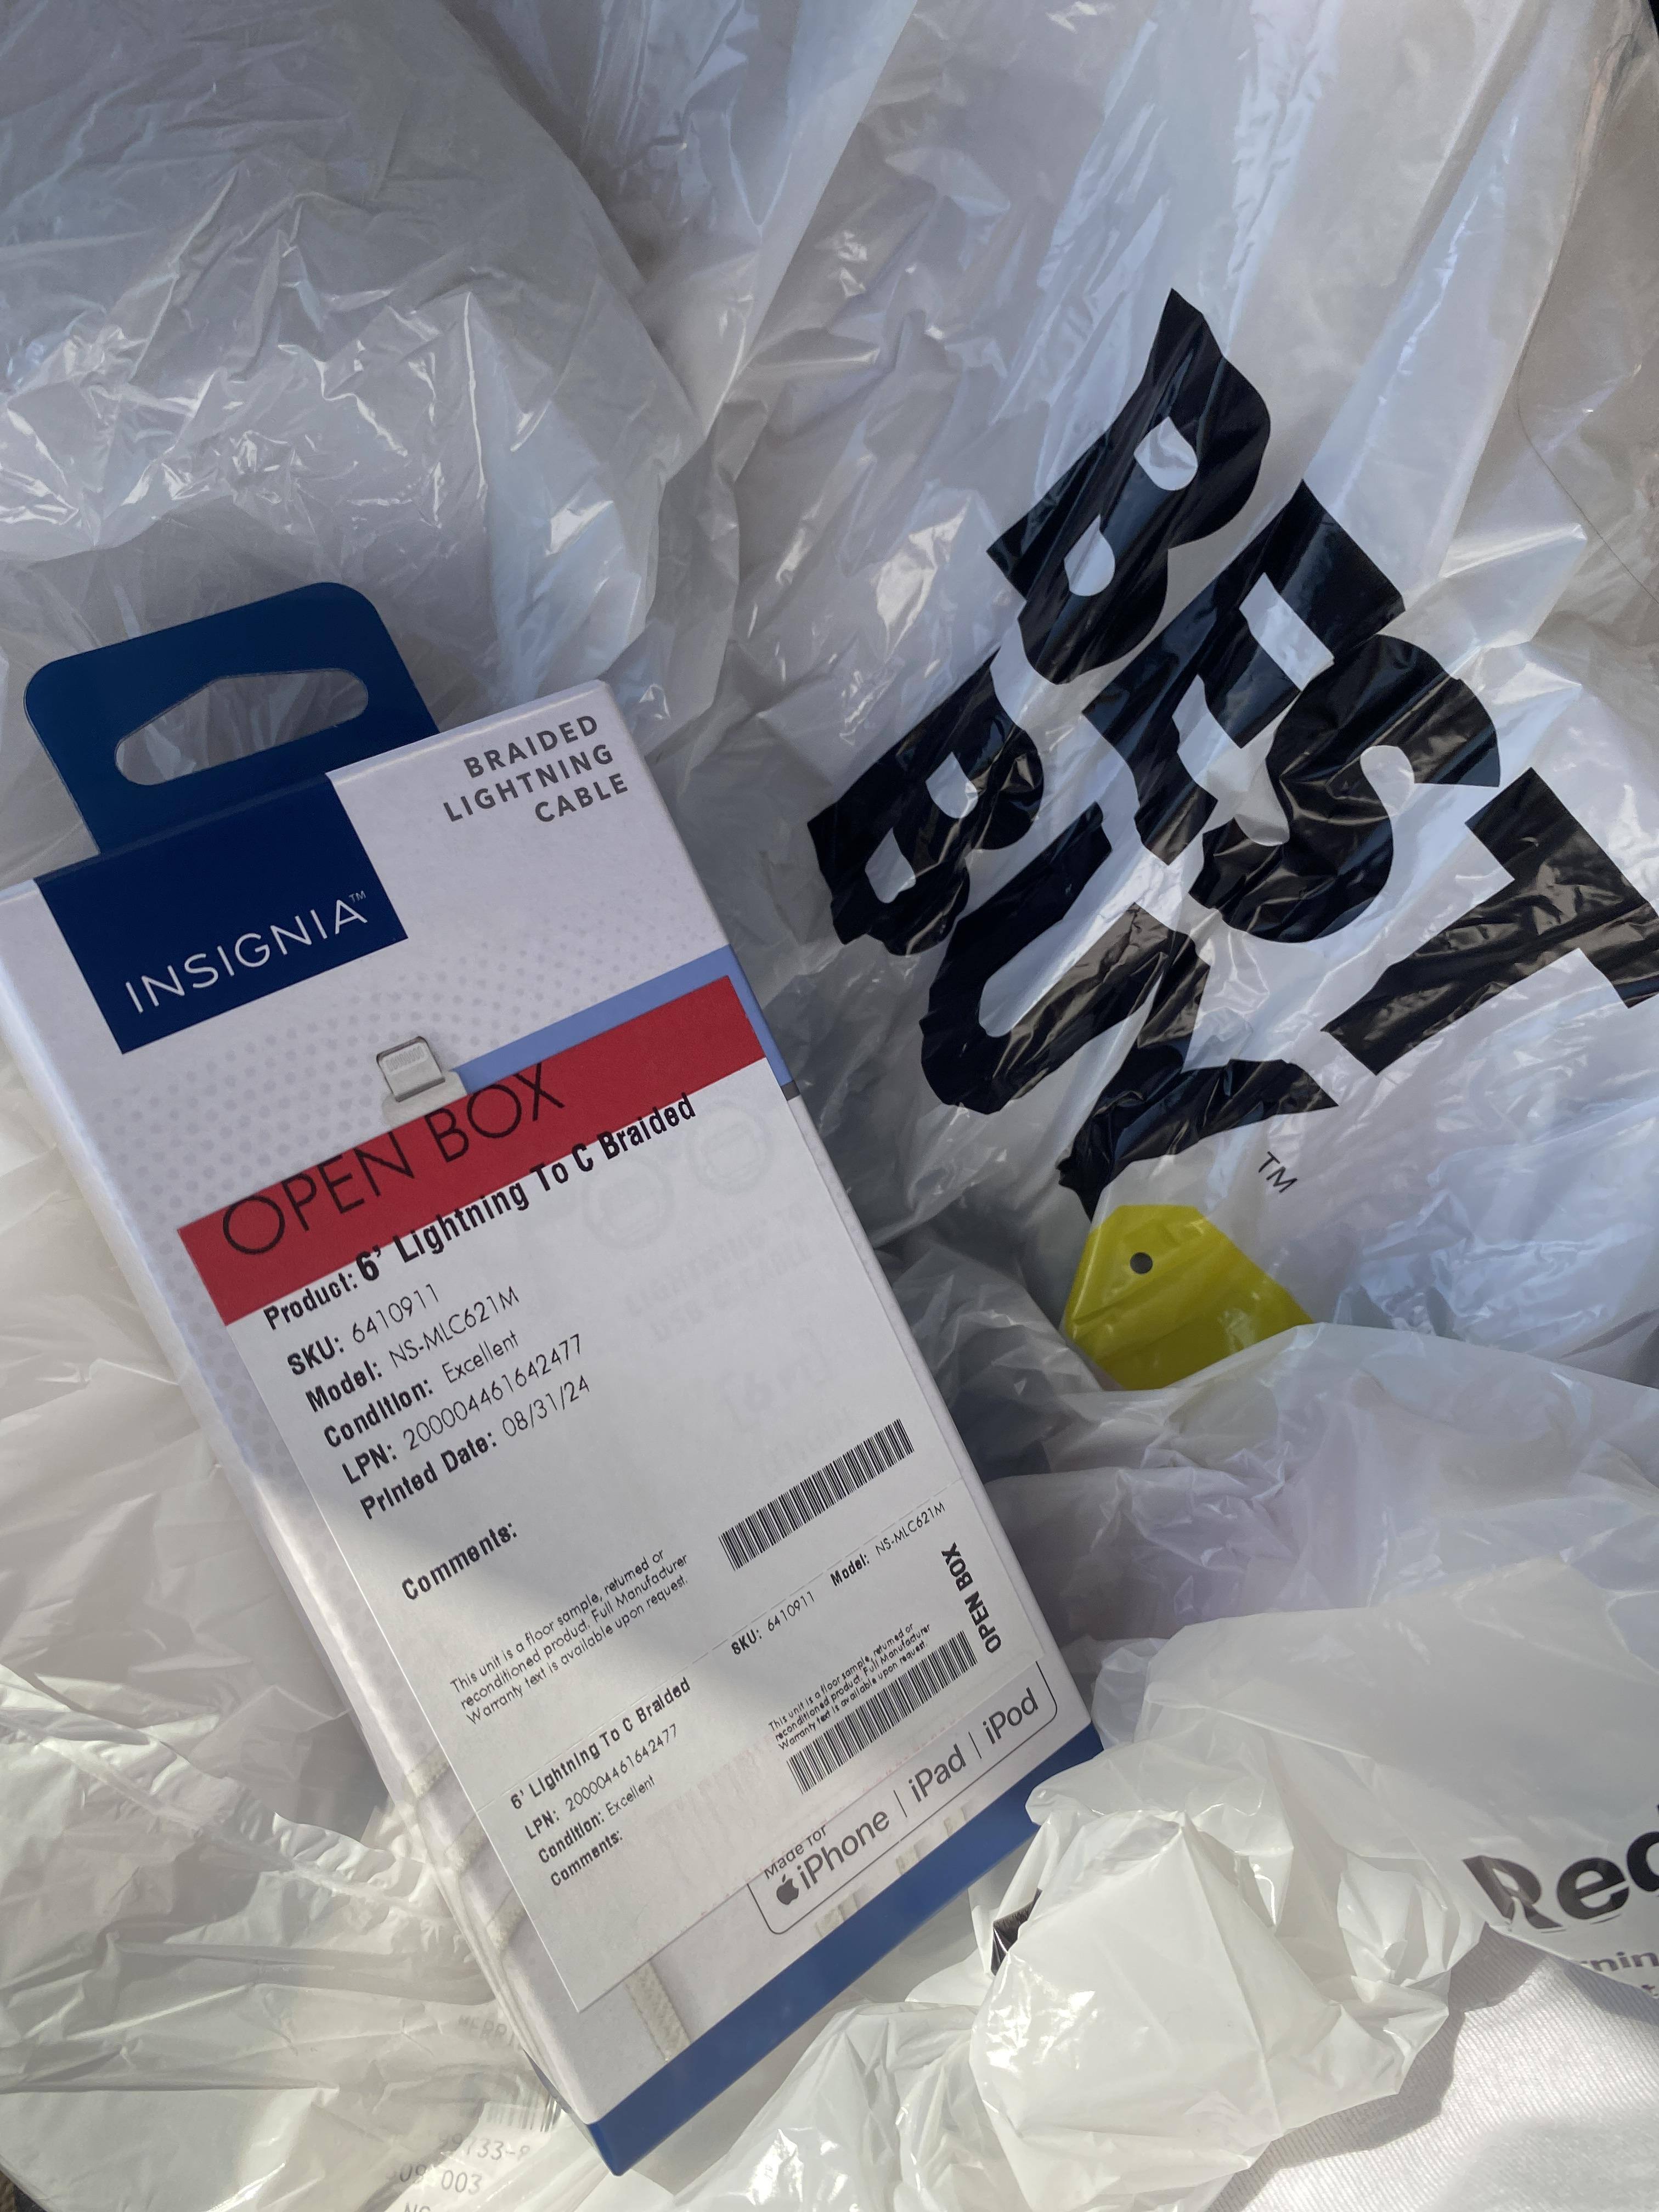 BRAIDED
LIGHTNING
CABLE
INSIGNIA™
BEST
BUY™
OPEN BOX
Product: 6' Lightning To C Braided
SKU: 6410911
Model: NS-MLC621M
Condition: Excellent
LPN: 200004461642477
Printed Date: 08/31/24
Comments:
This unit is a floor sample, returned or
reconditioned product. Full Manufacturer
Warranty text is available upon request.
6' Lightning To C Braided
SKU: 6410911 Model: NS-MLC621M
LPN: 200004461642477
Condition: Excellent
Comments:
This unit is a floor sample, returned or
reconditioned product. Full Manufacturer
Warranty text is available upon request.
OPEN BOX
Made for
iPhone | iPad | iPod
003